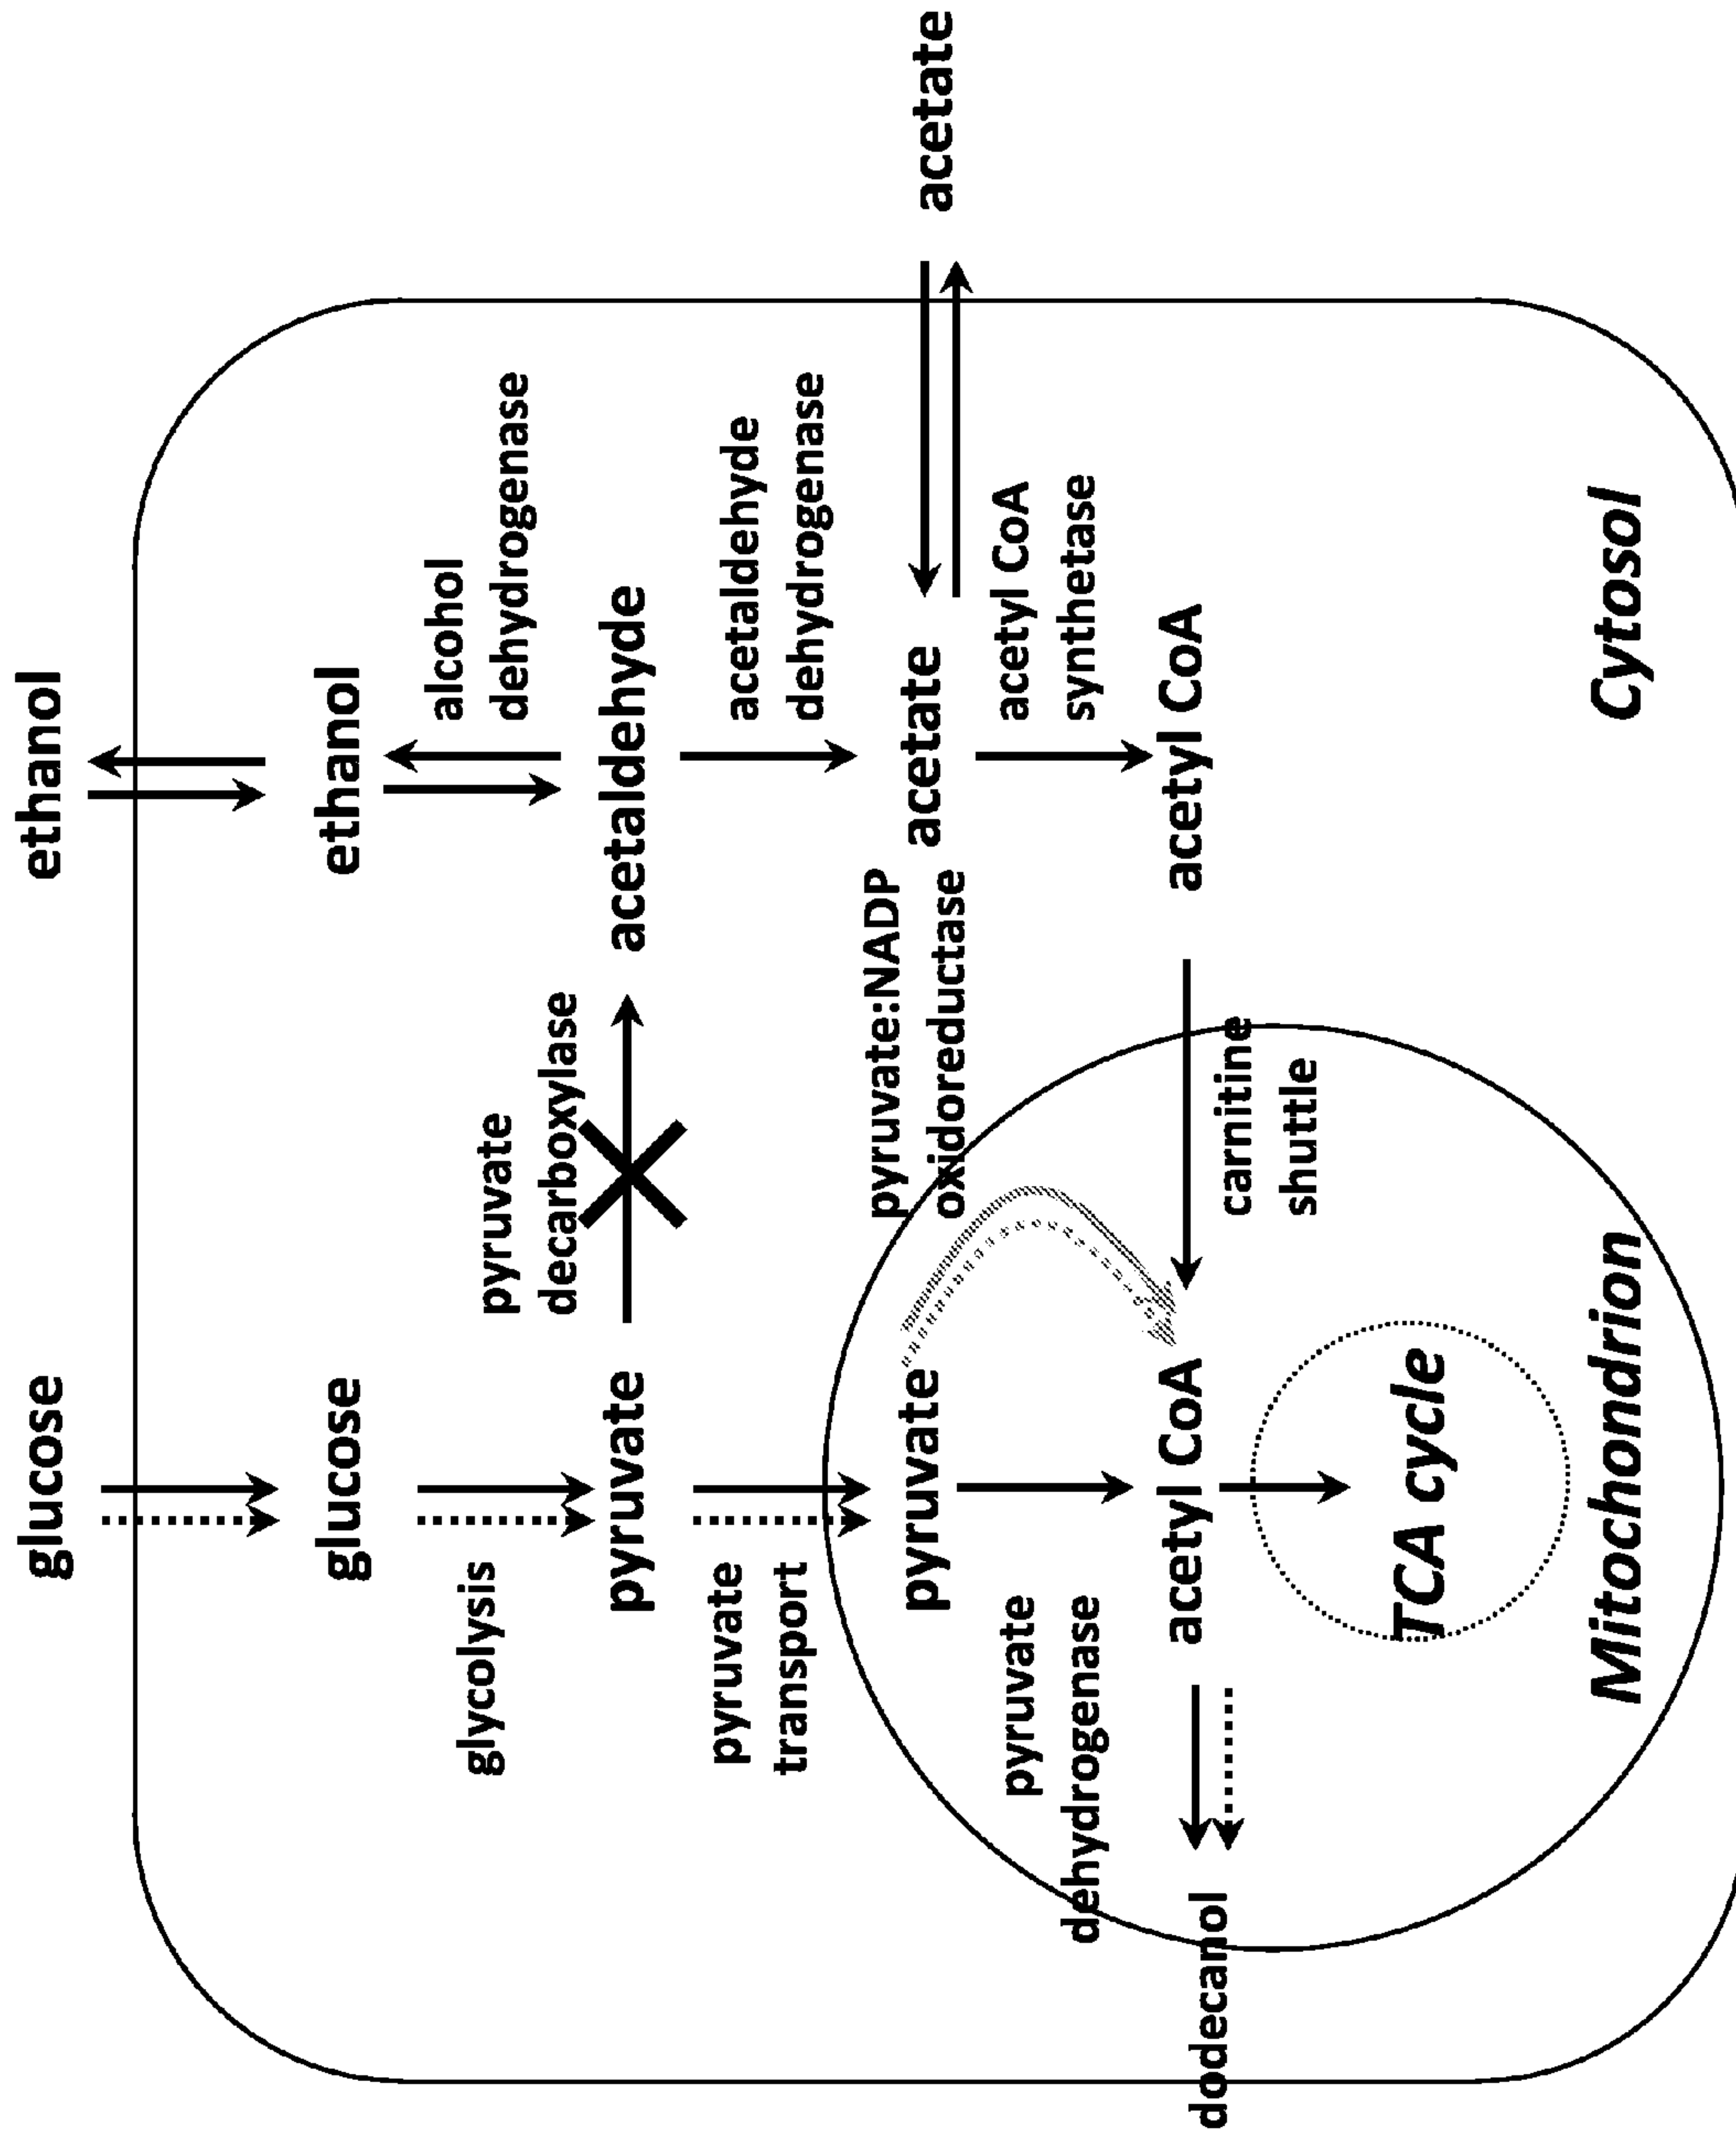 glucose
ethanol
glucose
ethanol
glycolysis
pyruvate
decarboxylase
alcohol
dehydrogenase
pyruvate
acetaldehyde
pyruvate
transport
acetaldehyde
dehydrogenase
pyruvate
pyruvate:NADP
oxidoreductase
acetate
acetate
pyruvate
dehydrogenase
acetyl CoA
synthetase
dodecanol
acetyl CoA
acetyl CoA
carnitine
shuttle
TCA cycle
Mitochondrion
Cytosol